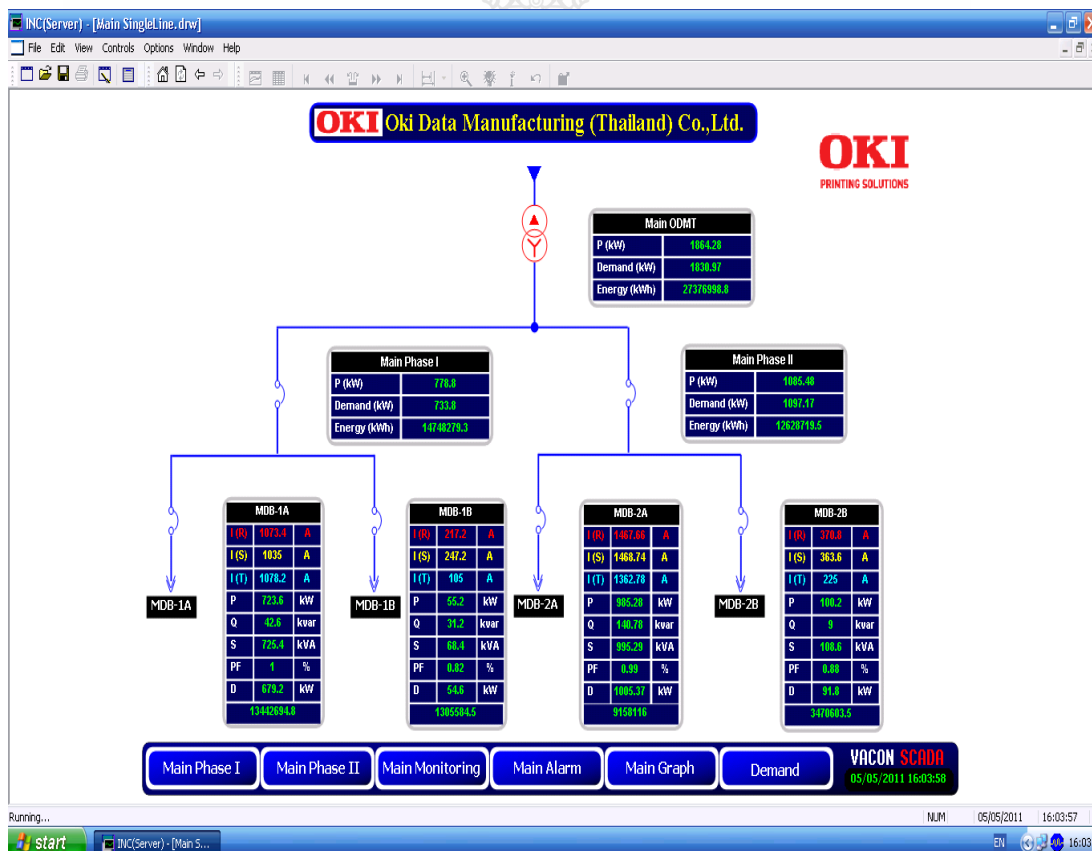 INC(Server) - [Main SingleLine.drw]
File Edit View Controls Options Window Help
OKI Oki Data Manufacturing (Thailand) Co.,Ltd.
OKI
PRINTING SOLUTIONS
Main ODMT
P (kW) 1864.28
Demand (kW) 1830.97
Energy (kWh) 27376998.8
Main Phase I
P (kW) 778.8
Demand (kW) 733.8
Energy (kWh) 14748279.3
Main Phase II
P (kW) 1085.48
Demand (kW) 1097.17
Energy (kWh) 12628719.5
MDB-1A
MDB-1A
I (R) 1073.4 A
I (S) 1035 A
I (T) 1078.2 A
P 723.6 kW
Q 42.6 kvar
S 725.4 kVA
PF 1 %
D 679.2 kW
13442694.8
MDB-1B
MDB-1B
I (R) 217.2 A
I (S) 247.2 A
I (T) 105 A
P 55.2 kW
Q 31.2 kvar
S 68.4 kVA
PF 0.82 %
D 54.6 kW
1305584.5
MDB-2A
MDB-2A
I (R) 1467.66 A
I (S) 1468.74 A
I (T) 1362.78 A
P 985.28 kW
Q 140.78 kvar
S 995.29 kVA
PF 0.99 %
D 1005.37 kW
9158116
MDB-2B
MDB-2B
I (R) 370.8 A
I (S) 363.6 A
I (T) 225 A
P 100.2 kW
Q 9 kvar
S 108.6 kVA
PF 0.88 %
D 91.8 kW
3470603.5
Main Phase I Main Phase II Main Monitoring Main Alarm Main Graph Demand
VACON SCADA
05/05/2011 16:03:58
Running... NUM 05/05/2011 16:03:57
start INC(Server) - [Main S... EN 16:03